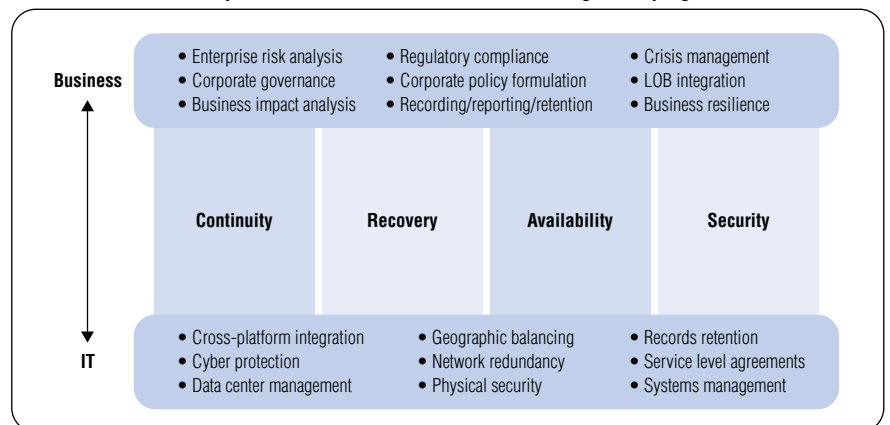 Business
• Enterprise risk analysis
• Corporate governance
• Business impact analysis
• Regulatory compliance
• Corporate policy formulation
• Recording/reporting/retention
• Crisis management
• LOB integration
• Business resilience
Continuity
Recovery
Availability
Security
IT
• Cross-platform integration
• Cyber protection
• Data center management
• Geographic balancing
• Network redundancy
• Physical security
• Records retention
• Service level agreements
• Systems management